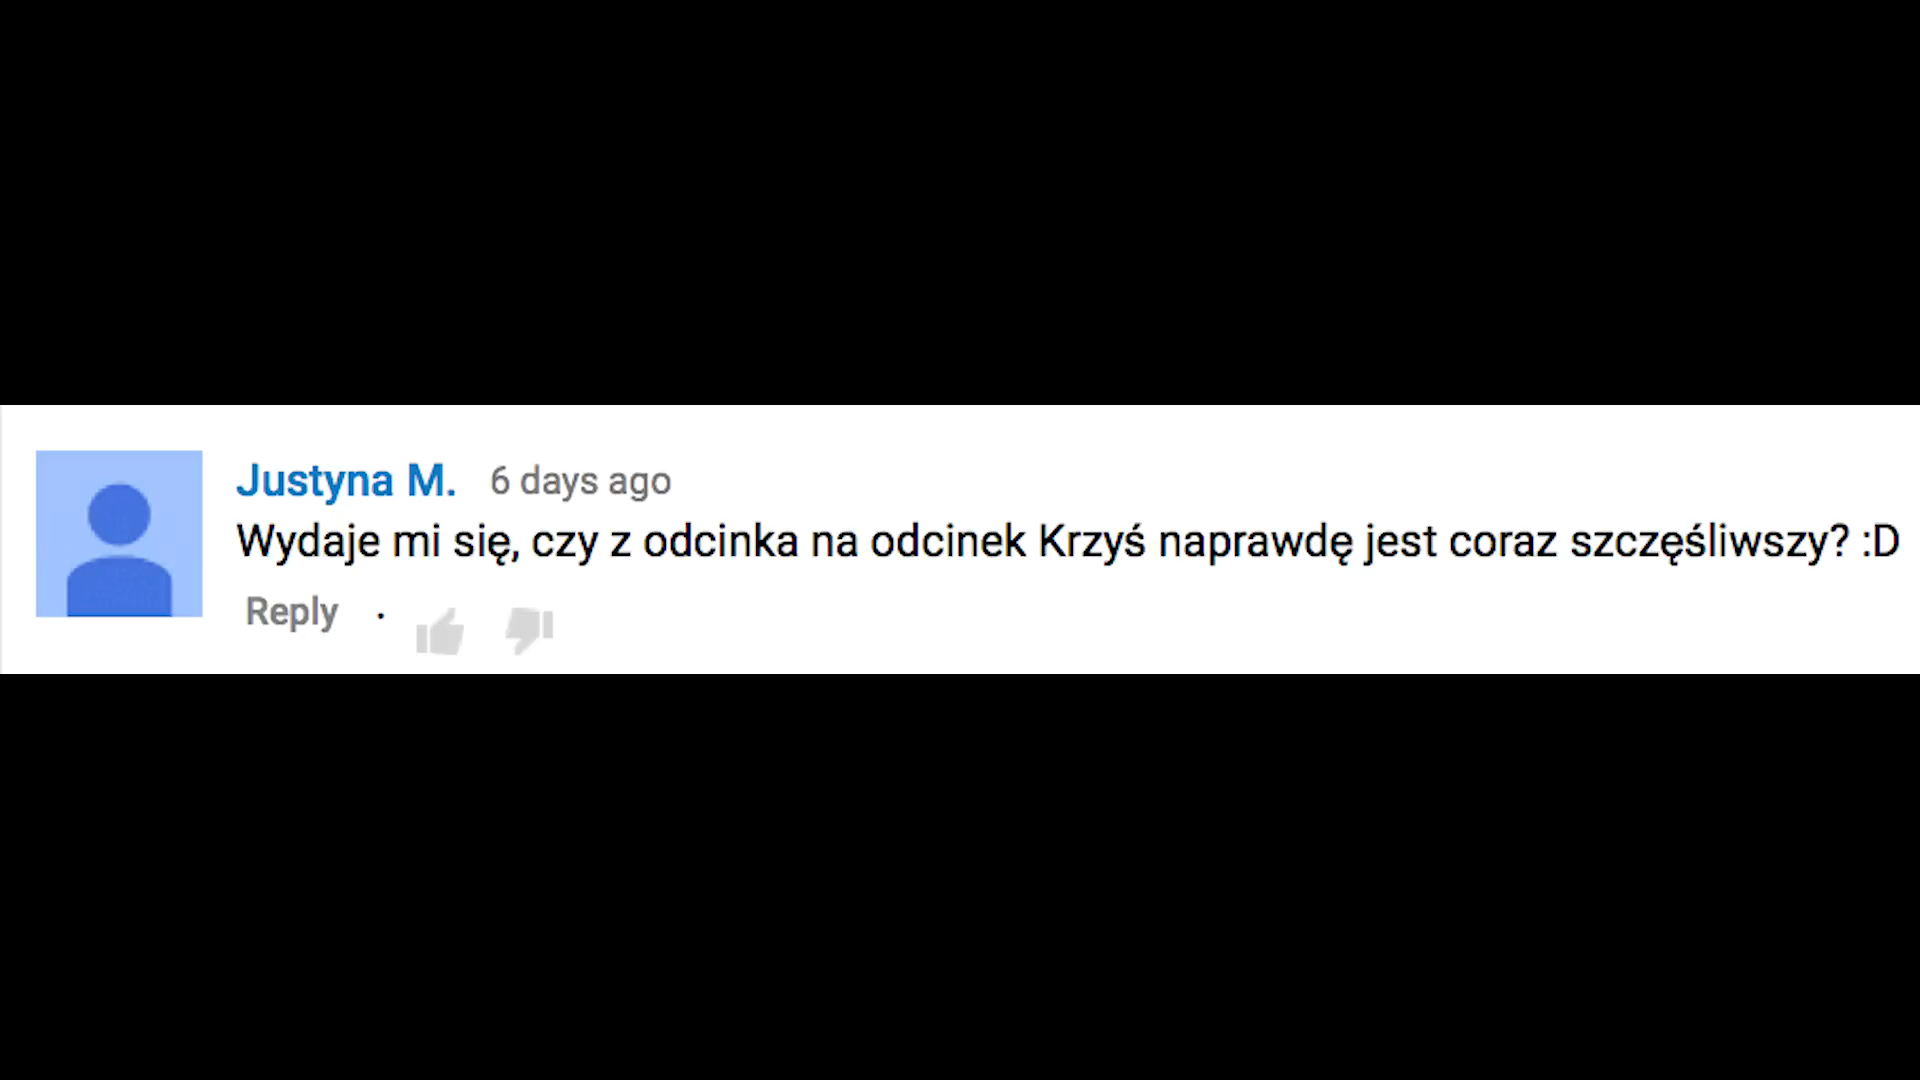 Justyna M. 6 days ago
Wydaje mi się, czy z odcinka na odcinek Krzyś naprawdę jest coraz szczęśliwszy? :D
Reply ·